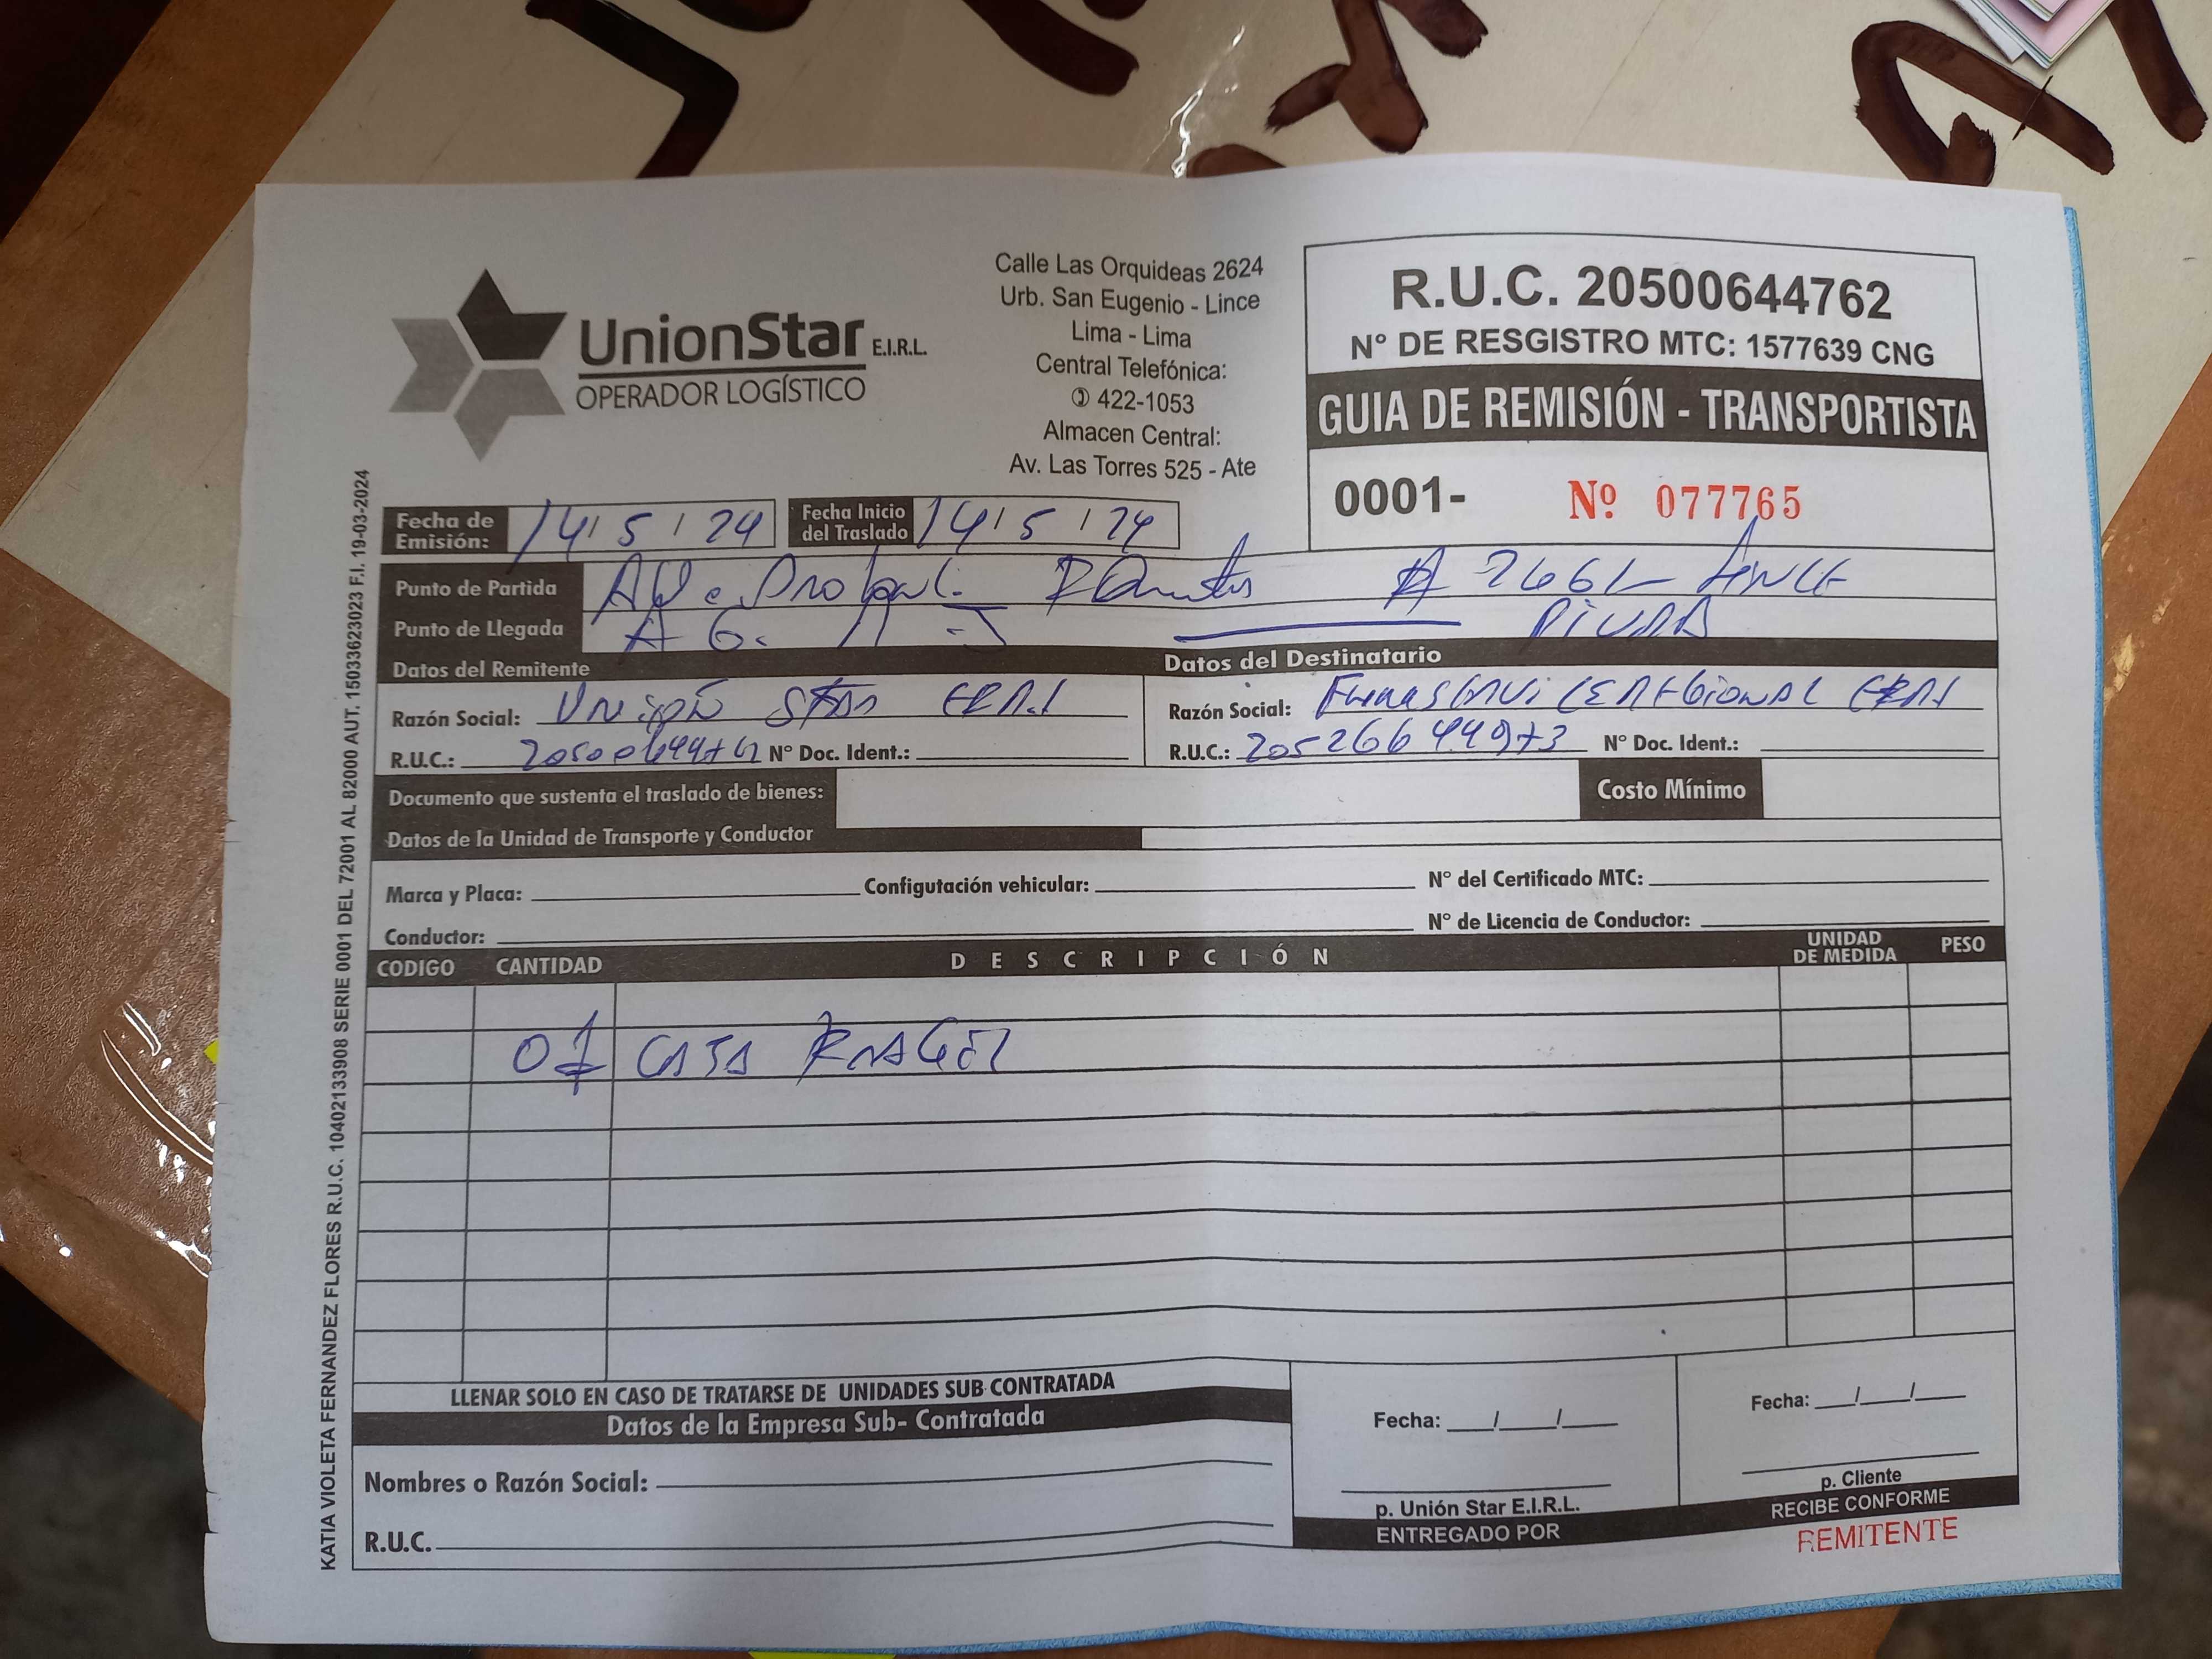 UnionStar E.I.R.L.
OPERADOR LOGÍSTICO
Calle Las Orquideas 2624
Urb. San Eugenio - Lince
Lima - Lima
Central Telefónica:
422-1053
Almacen Central:
Av. Las Torres 525 - Ate
R.U.C. 20500644762
N° DE RESGISTRO MTC: 1577639 CNG
GUIA DE REMISIÓN - TRANSPORTISTA
0001- Nº 077765
Fecha de Emisión: 14 / 5 / 24 Fecha Inicio del Traslado 14 / 5 / 24
Punto de Partida
Punto de Llegada PIURA
Datos del Remitente Datos del Destinatario
Razón Social: Union Star Razón Social:
R.U.C.: 20500644762 N° Doc. Ident.: R.U.C.: N° Doc. Ident.:
Documento que sustenta el traslado de bienes: Costo Mínimo
Datos de la Unidad de Transporte y Conductor
Marca y Placa: Configutación vehicular: N° del Certificado MTC:
Conductor: N° de Licencia de Conductor:
CODIGO CANTIDAD DESCRIPCIÓN UNIDAD DE MEDIDA PESO
01
LLENAR SOLO EN CASO DE TRATARSE DE UNIDADES SUB CONTRATADA
Datos de la Empresa Sub- Contratada
Nombres o Razón Social:
R.U.C.
Fecha: / /
p. Unión Star E.I.R.L.
ENTREGADO POR
Fecha: / /
p. Cliente
RECIBE CONFORME
REMITENTE
KATIA VIOLETA FERNANDEZ FLORES R.U.C. 10402133908 SERIE 0001 DEL 72001 AL 82000 AUT. 15033623023 F.I. 19-03-2024